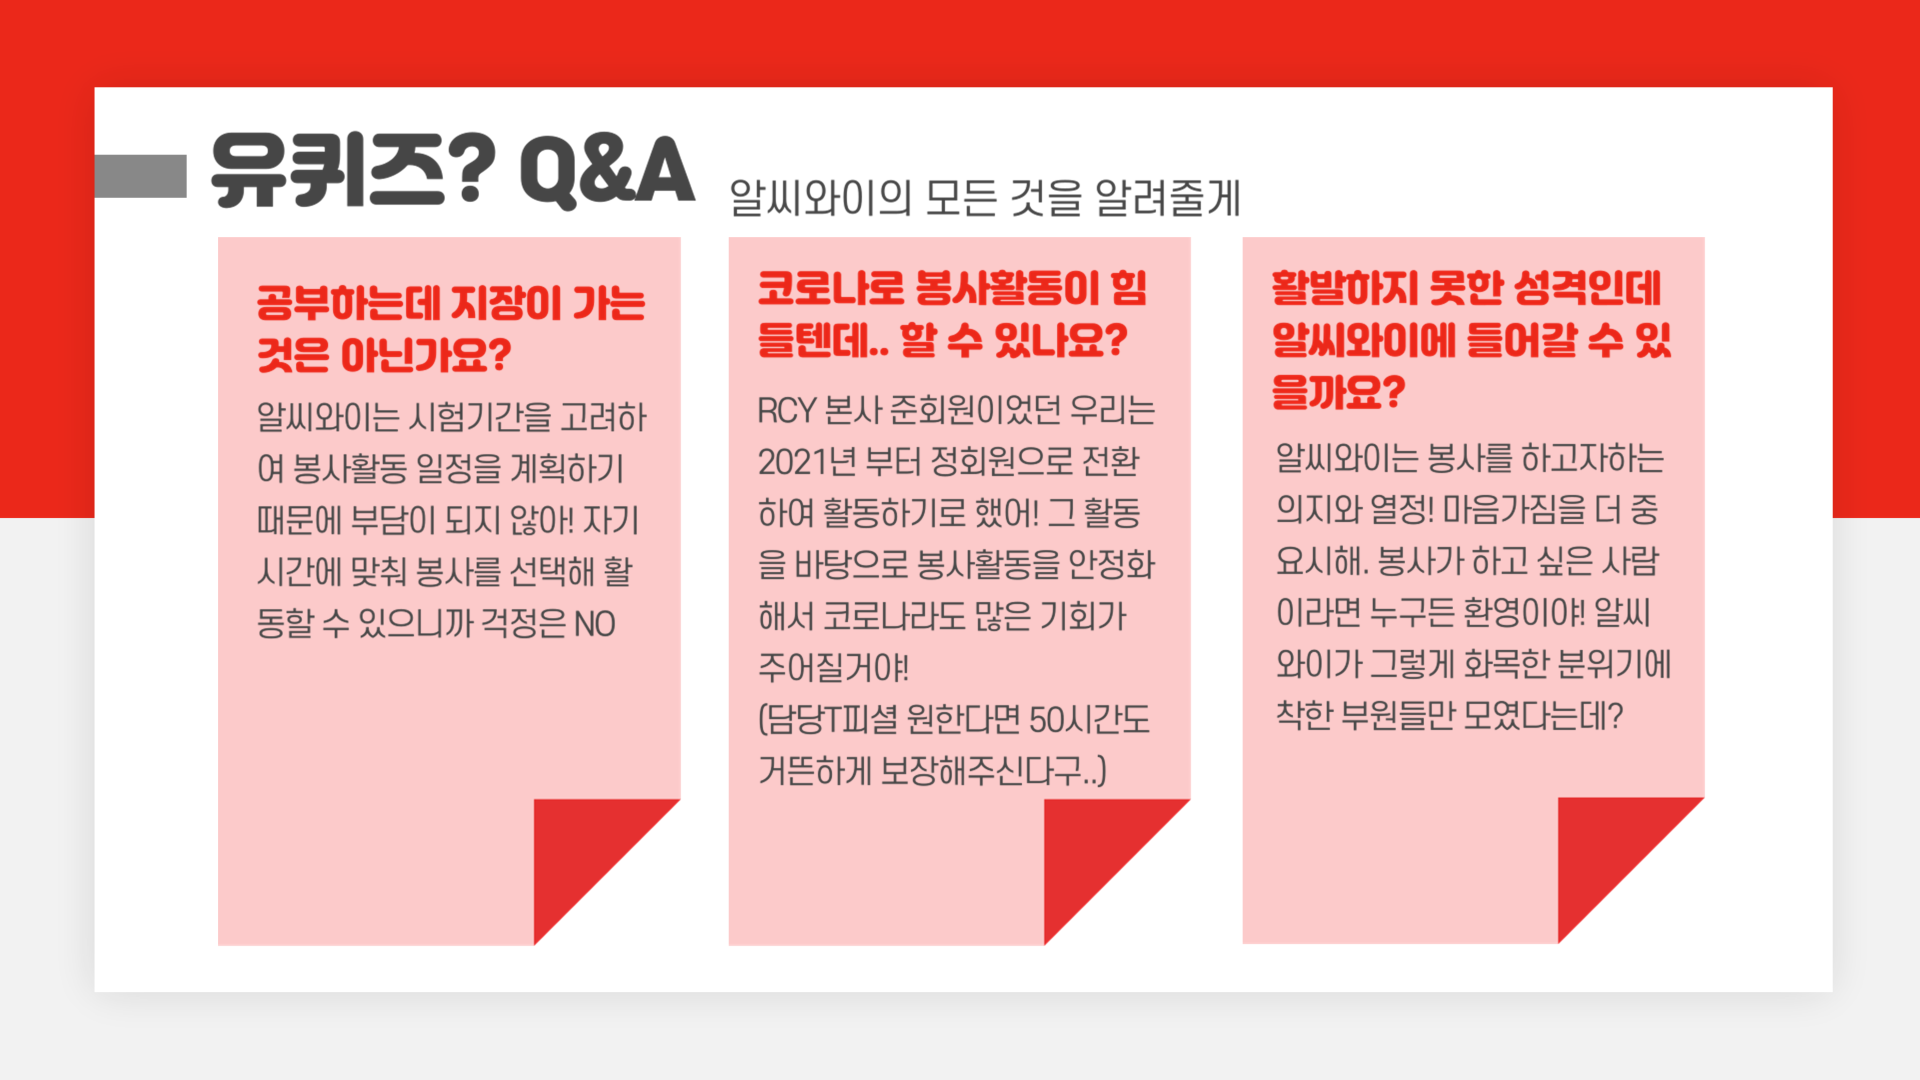 유퀴즈? Q&A
알씨와이의 모든 것을 알려줄게
공부하는데 지장이 가는
것은 아닌가요?
알씨와이는 시험기간을 고려하
여 봉사활동 일정을 계획하기
때문에 부담이 되지 않아! 자기
시간에 맞춰 봉사를 선택해 활
동할 수 있으니까 걱정은 NO
코로나로 봉사활동이 힘
들텐데.. 할 수 있나요?
RCY 본사 준회원이었던 우리는
2021년 부터 정회원으로 전환
하여 활동하기로 했어! 그 활동
을 바탕으로 봉사활동을 안정화
해서 코로나라도 많은 기회가
주어질거야!
(담당T피셜 원한다면 50시간도
거뜬하게 보장해주신다구..)
활발하지 못한 성격인데
알씨와이에 들어갈 수 있
을까요?
알씨와이는 봉사를 하고자하는
의지와 열정! 마음가짐을 더 중
요시해. 봉사가 하고 싶은 사람
이라면 누구든 환영이야! 알씨
와이가 그렇게 화목한 분위기에
착한 부원들만 모였다는데?